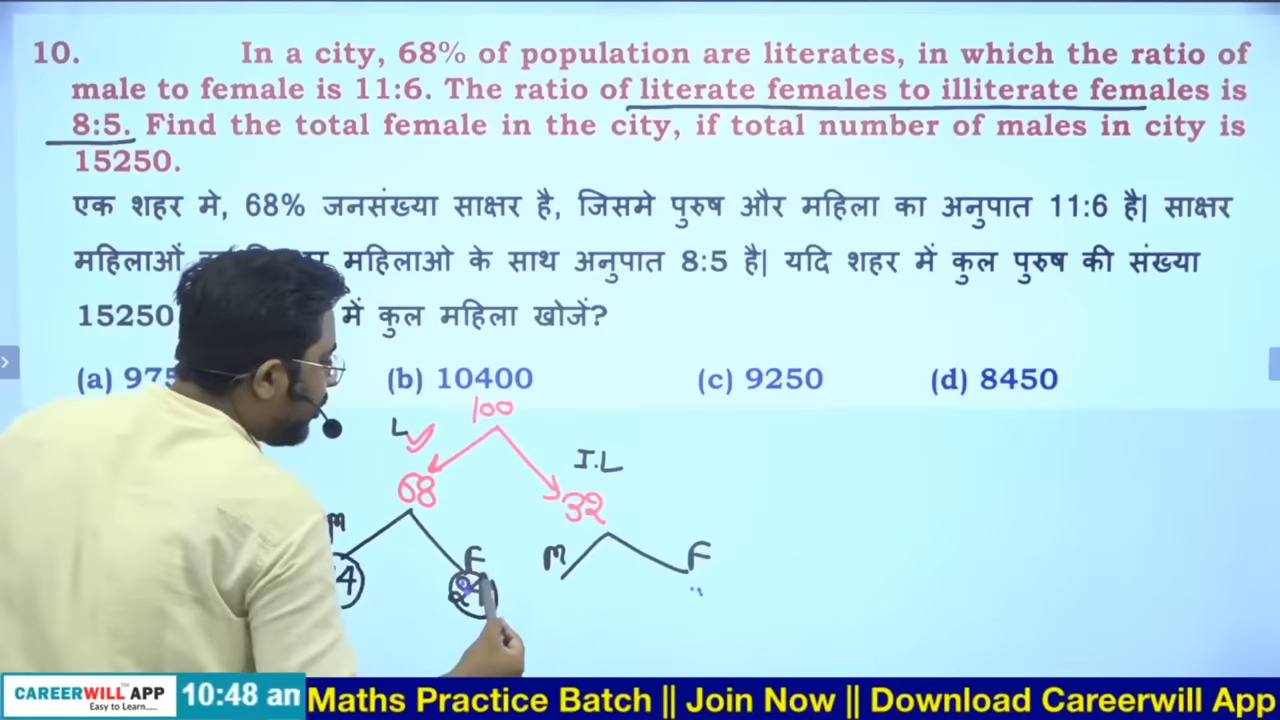 10. In a city, 68% of population are literates, in which the ratio of
male to female is 11:6. The ratio of literate females to illiterate females is
8:5. Find the total female in the city, if total number of males in city is
15250.
एक शहर मे, 68% जनसंख्या साक्षर है, जिसमे पुरुष और महिला का अनुपात 11:6 है| साक्षर
महिलाओं महिलाओ के साथ अनुपात 8:5 है| यदि शहर में कुल पुरुष की संख्या
15250 में कुल महिला खोजें?
(a) 975 (b) 10400 (c) 9250 (d) 8450
100
L I.L
68 32
M F M F
4 24
CAREERWILL APP
Easy to Learn.....
10:48 am
Maths Practice Batch || Join Now || Download Careerwill App